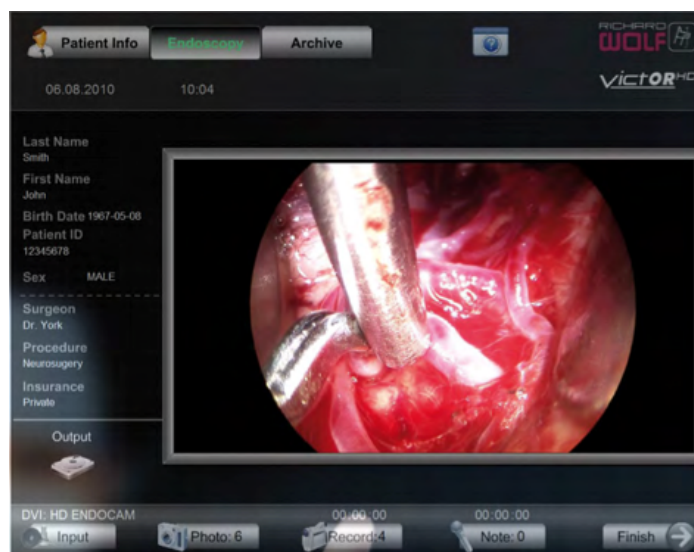 Patient Info
Endoscopy
Archive
?
RICHARD
WOLF
06.08.2010 10:04
VictORHD
Last Name
Smith
First Name
John
Birth Date 1967-05-08
Patient ID
12345678
Sex MALE
Surgeon
Dr. York
Procedure
Neurosugery
Insurance
Private
Output
DVI: HD ENDOCAM 00:00:00 00:00:00
Input
Photo: 6
Record:4
Note: 0
Finish